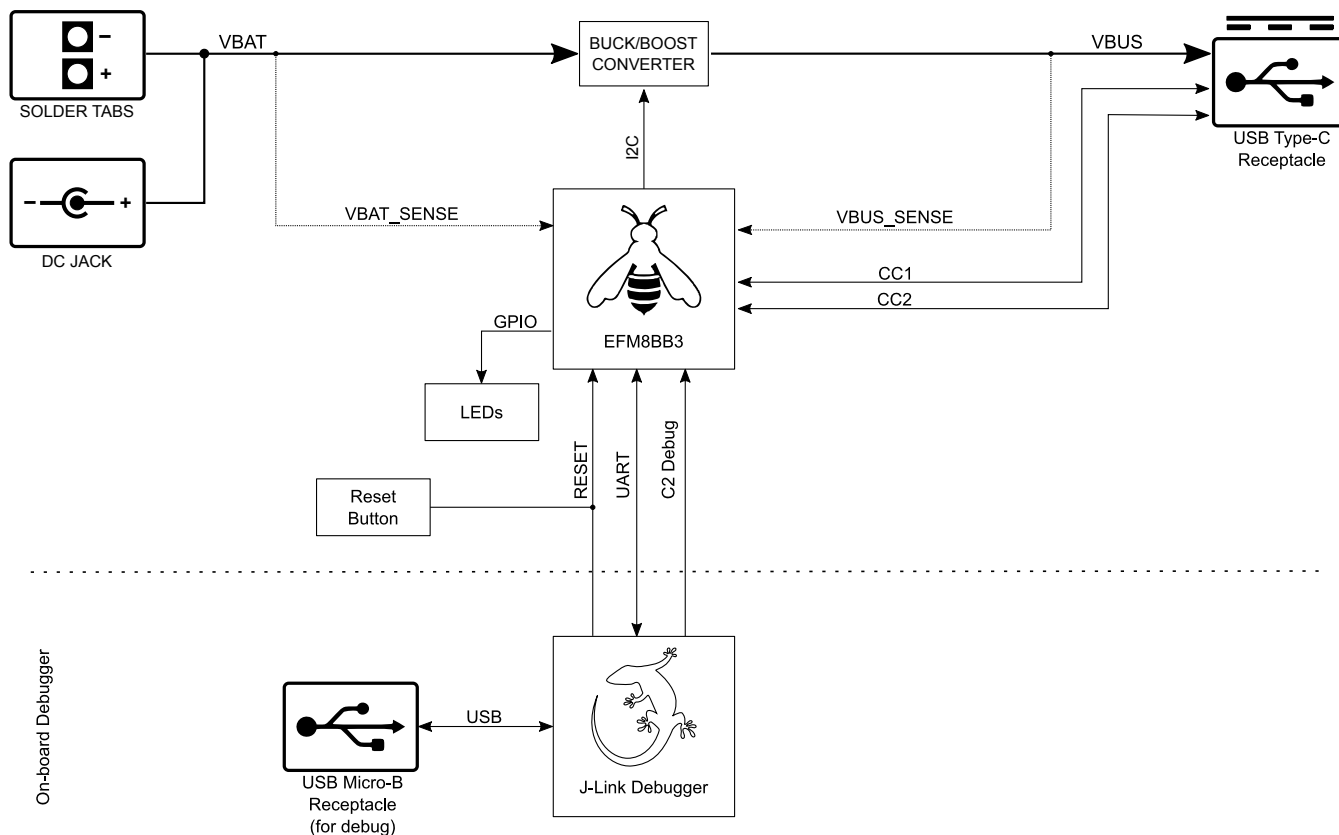 VBAT
BUCK/BOOST
CONVERTER
VBUS
−
+
SOLDER TABS
USB Type-C
Receptacle
I2C
−
+
DC JACK
VBAT_SENSE
VBUS_SENSE
CC1
CC2
GPIO
EFM8BB3
LEDs
RESET
UART
C2 Debug
Reset
Button
On-board Debugger
USB
USB Micro-B
Receptacle
(for debug)
J-Link Debugger